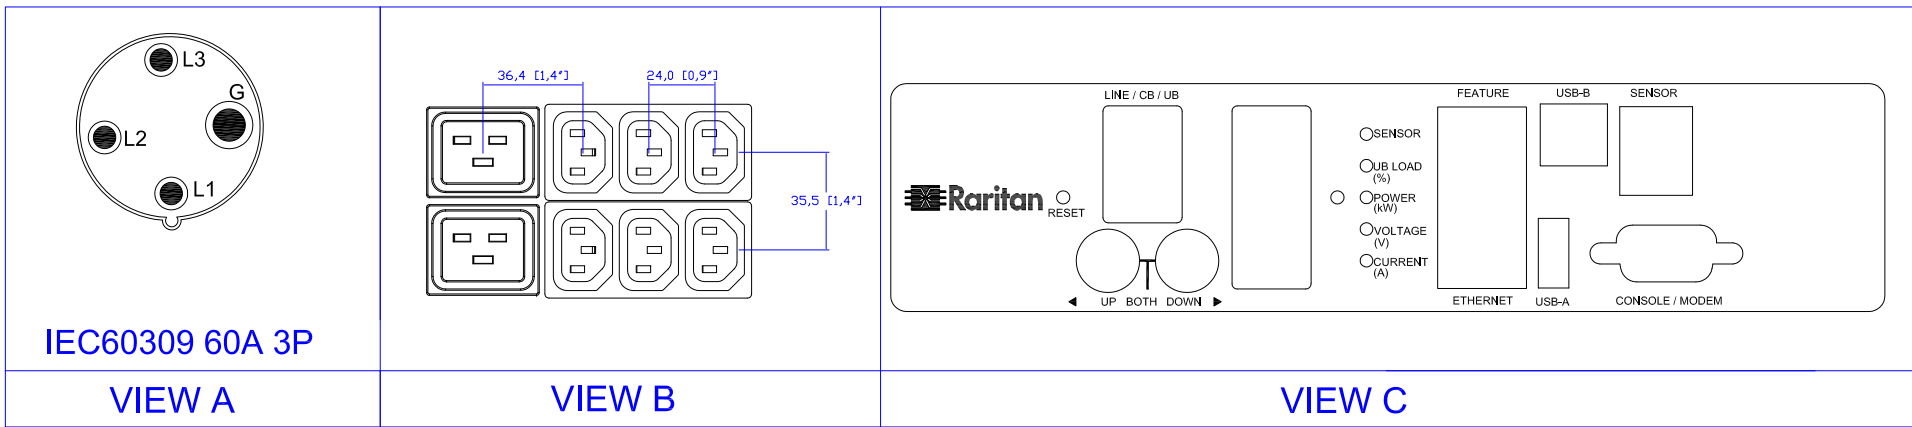 L3
G
L2
L1
IEC60309 60A 3P
VIEW A
36,4 [1,4"]
24,0 [0,9"]
35,5 [1,4"]
VIEW B
Raritan
RESET
LINE / CB / UB
UP BOTH DOWN
SENSOR
UB LOAD
(%)
POWER
(kW)
VOLTAGE
(V)
CURRENT
(A)
FEATURE
ETHERNET
USB-B
USB-A
SENSOR
CONSOLE / MODEM
VIEW C